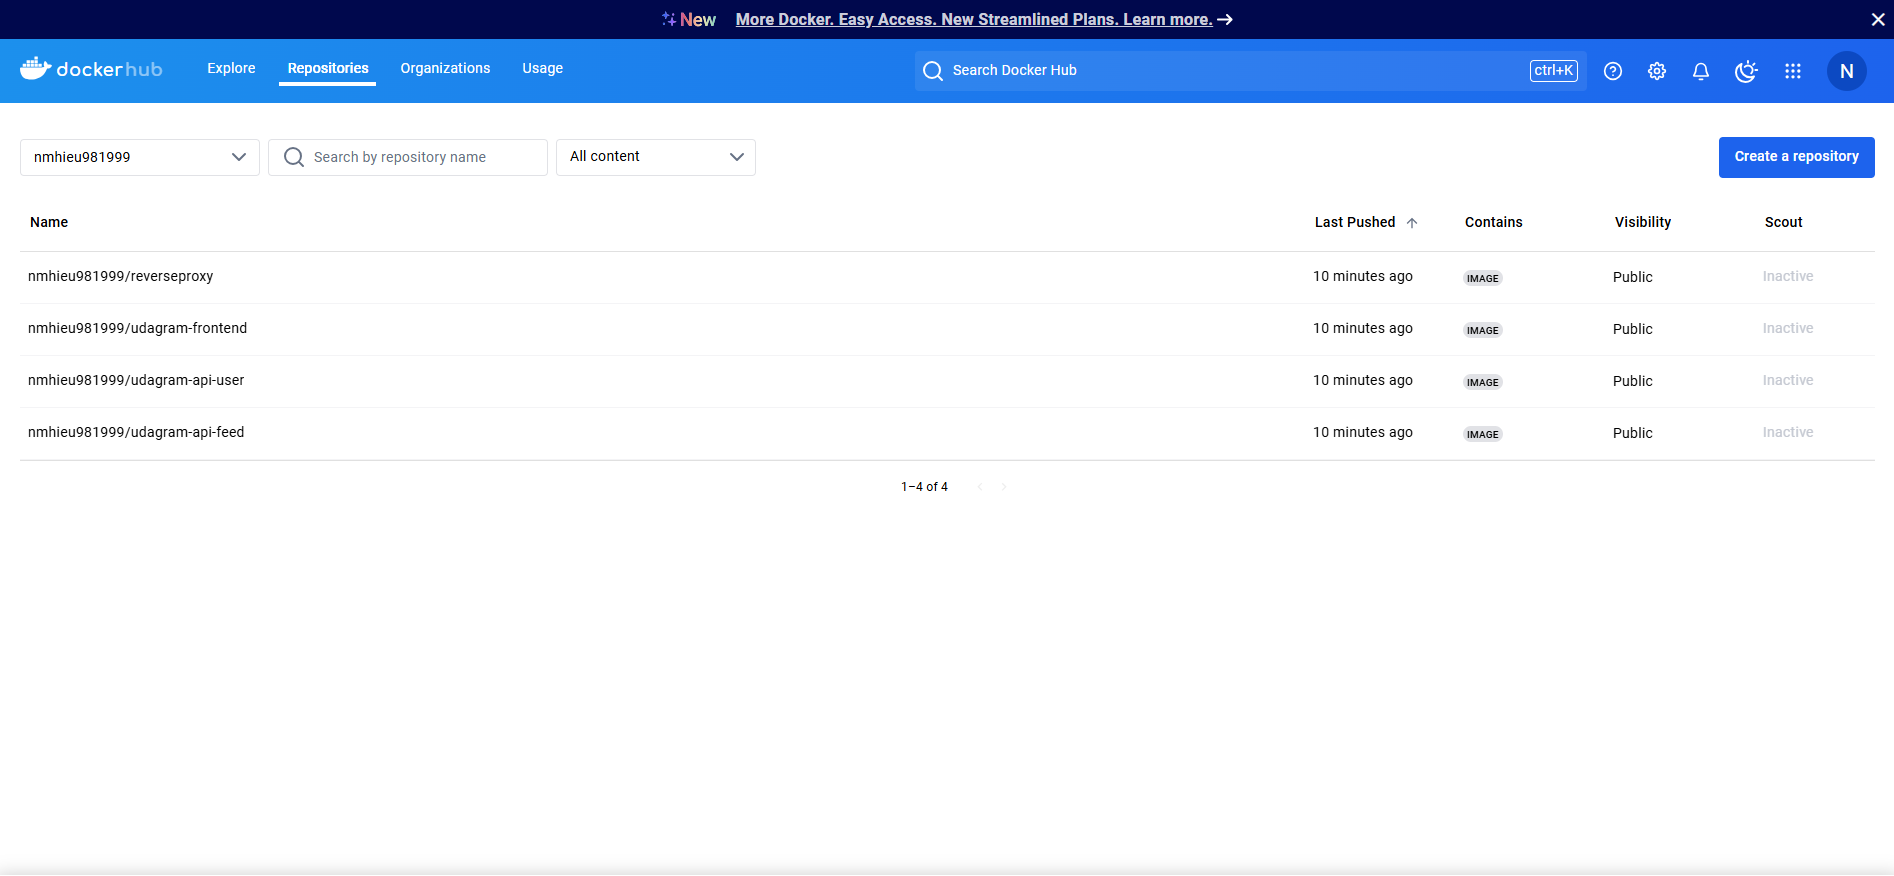 New More Docker. Easy Access. New Streamlined Plans. Learn more.
dockerhub Explore Repositories Organizations Usage Search Docker Hub ctrl+K N
nmhieu981999 Search by repository name All content Create a repository
Name Last Pushed Contains Visibility Scout
nmhieu981999/reverseproxy 10 minutes ago IMAGE Public Inactive
nmhieu981999/udagram-frontend 10 minutes ago IMAGE Public Inactive
nmhieu981999/udagram-api-user 10 minutes ago IMAGE Public Inactive
nmhieu981999/udagram-api-feed 10 minutes ago IMAGE Public Inactive
1–4 of 4